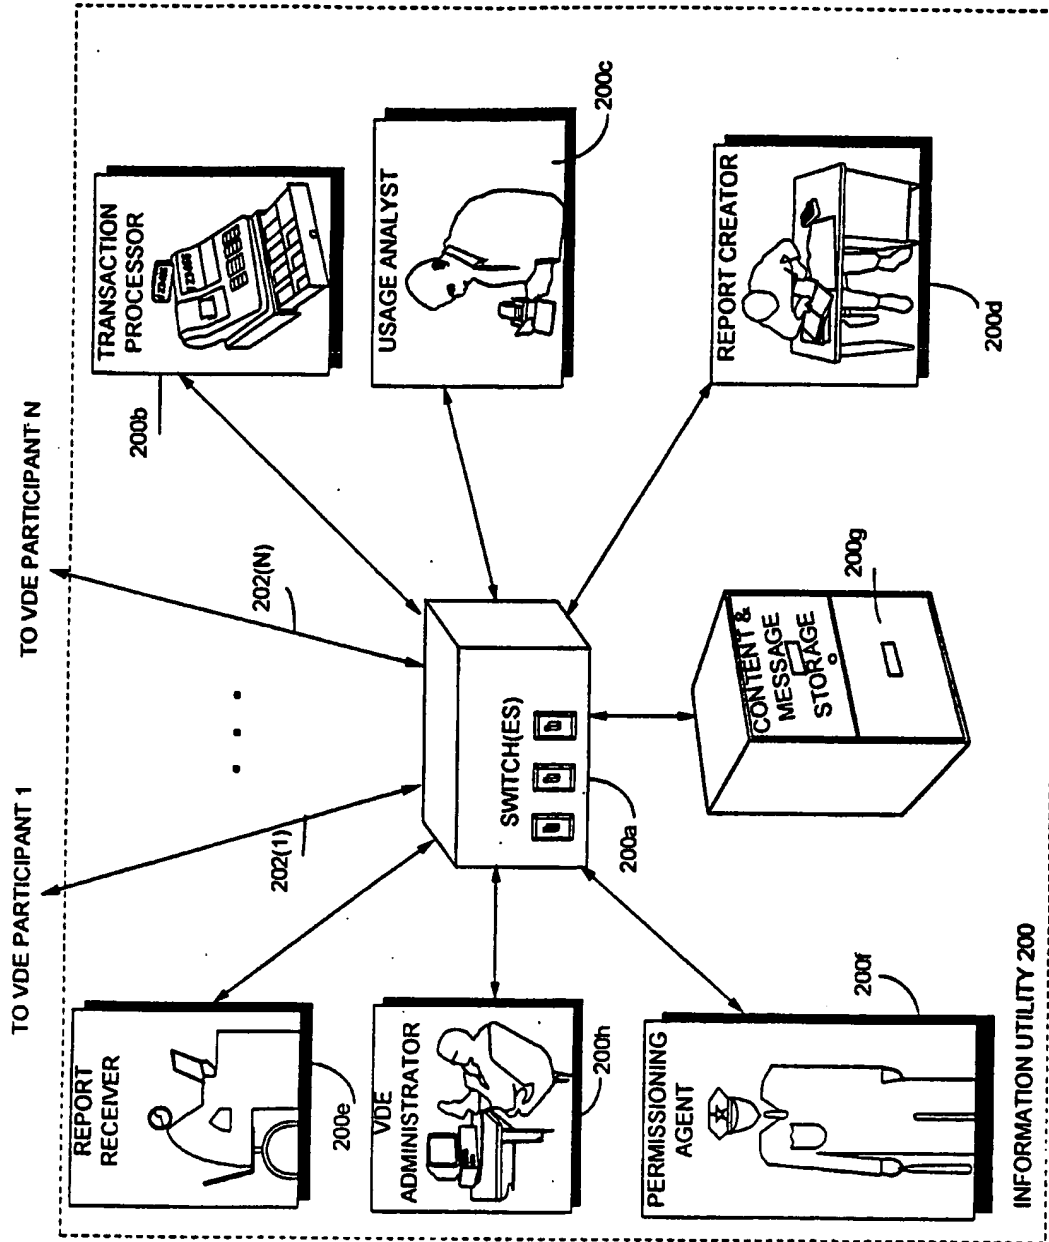 TO VDE PARTICIPANT 1
TO VDE PARTICIPANT N
202(1)
202(N)
REPORT
RECEIVER
200e
TRANSACTION
PROCESSOR
123456
123456
200b
VDE
ADMINISTRATOR
200h
SWITCH(ES)
200a
USAGE ANALYST
200c
PERMISSIONING
AGENT
200f
CONTENT &
MESSAGE
STORAGE
200g
REPORT CREATOR
200d
INFORMATION UTILITY 200